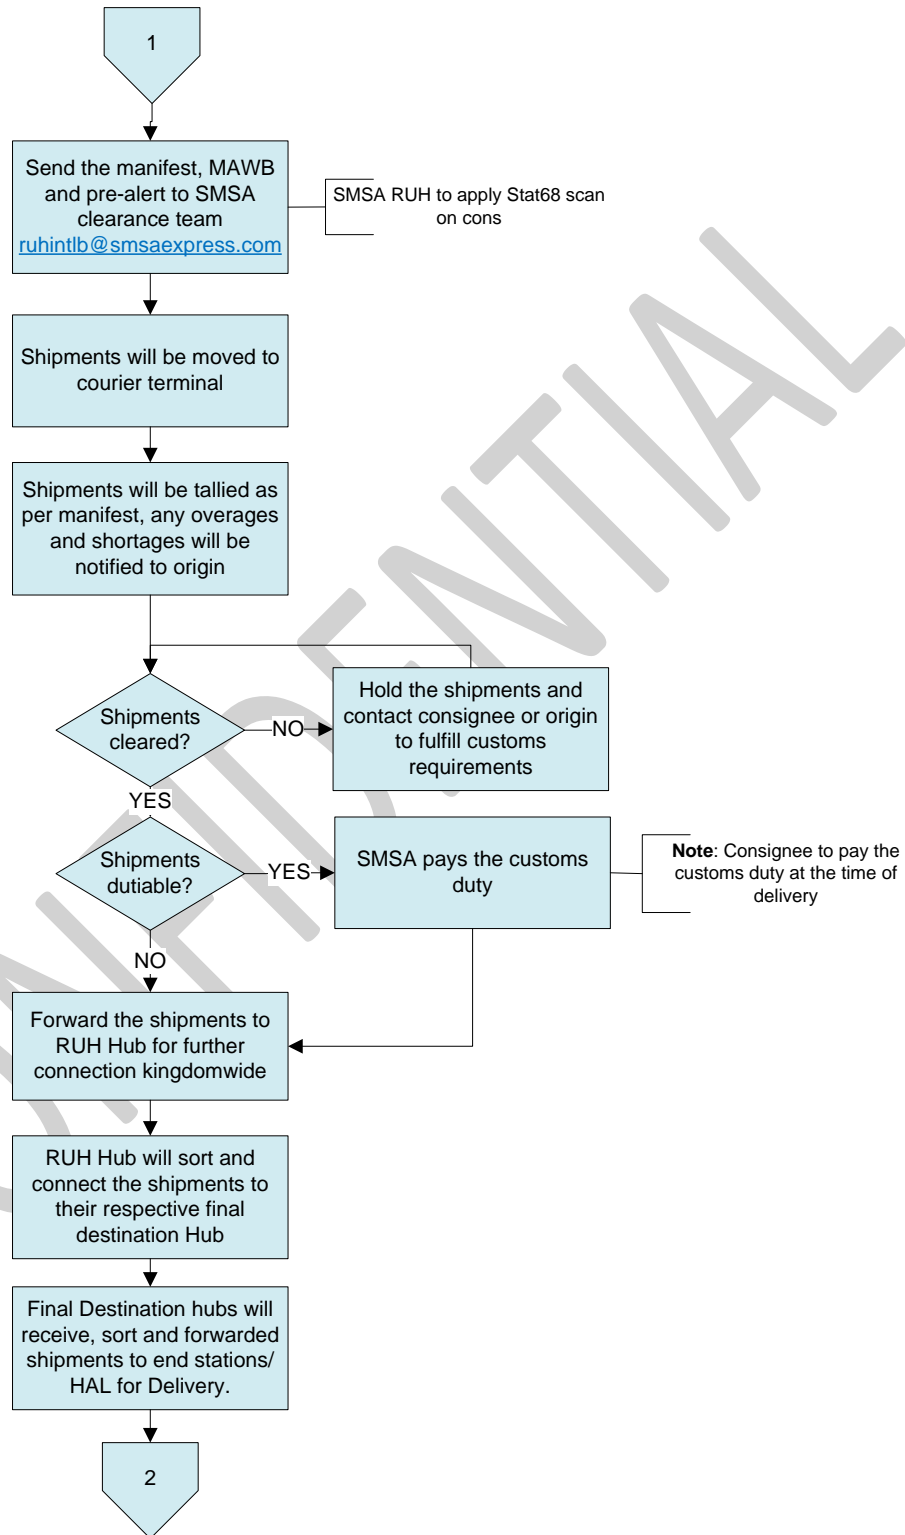 1
Send the manifest, MAWB
and pre-alert to SMSA
clearance team
ruhintlb@smsaexpress.com
SMSA RUH to apply Stat68 scan
on cons
Shipments will be moved to
courier terminal
Shipments will be tallied as
per manifest, any overages
and shortages will be
notified to origin
Shipments
cleared?
NO
Hold the shipments and
contact consignee or origin
to fulfill customs
requirements
YES
Shipments
dutiable?
YES
SMSA pays the customs
duty
Note: Consignee to pay the
customs duty at the time of
delivery
NO
Forward the shipments to
RUH Hub for further
connection kingdomwide
RUH Hub will sort and
connect the shipments to
their respective final
destination Hub
Final Destination hubs will
receive, sort and forwarded
shipments to end stations/
HAL for Delivery.
2
ONFIDENTIAL